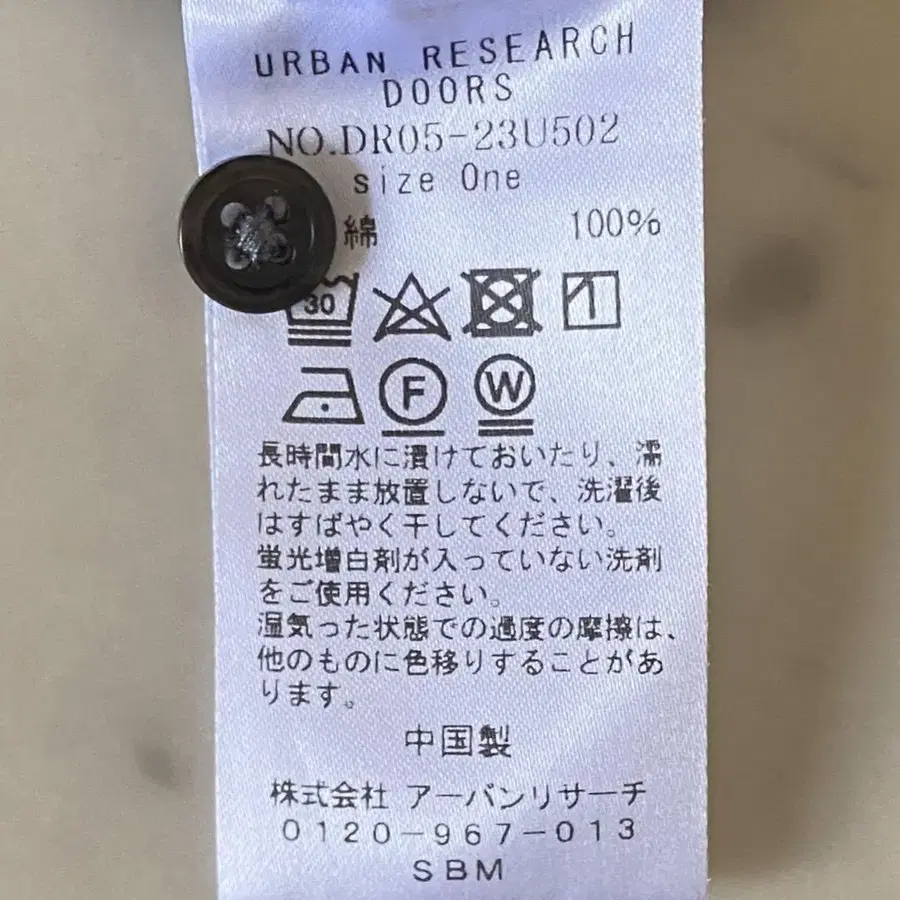 URBAN RESEARCH
DOORS
NO.DR05-23U502
size One
綿 100%
30
F W
長時間水に漬けておいたり、濡
れたまま放置しないで、洗濯後
はすばやく干してください。
蛍光増白剤が入っていない洗剤
をご使用ください。
湿気った状態での過度の摩擦は、
他のものに色移りすることがあ
ります。
中国製
株式会社 アーバンリサーチ
0120-967-013
SBM